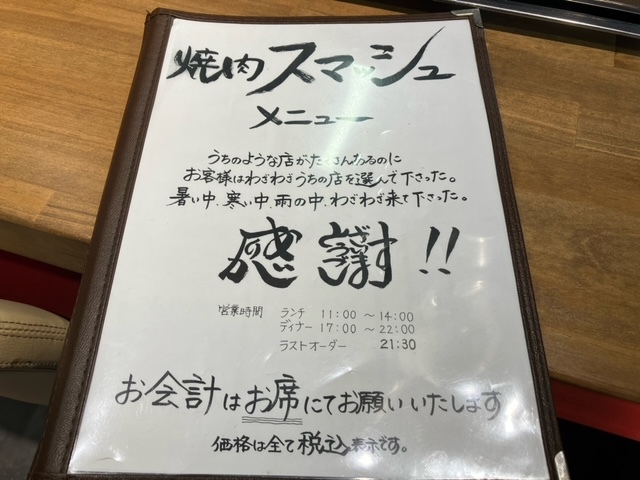 焼肉スマッシュ
メニュー
うちのような店がたくさんあるのに
お客様はわざわざうちの店を選んで下さった。
暑い中、寒い中、雨の中、わざわざ来て下さった。
感謝!!
営業時間 ランチ 11:00 ～ 14:00
ディナー 17:00 ～ 22:00
ラストオーダー 21:30
お会計はお席にてお願いいたします
価格は全て税込表示です。